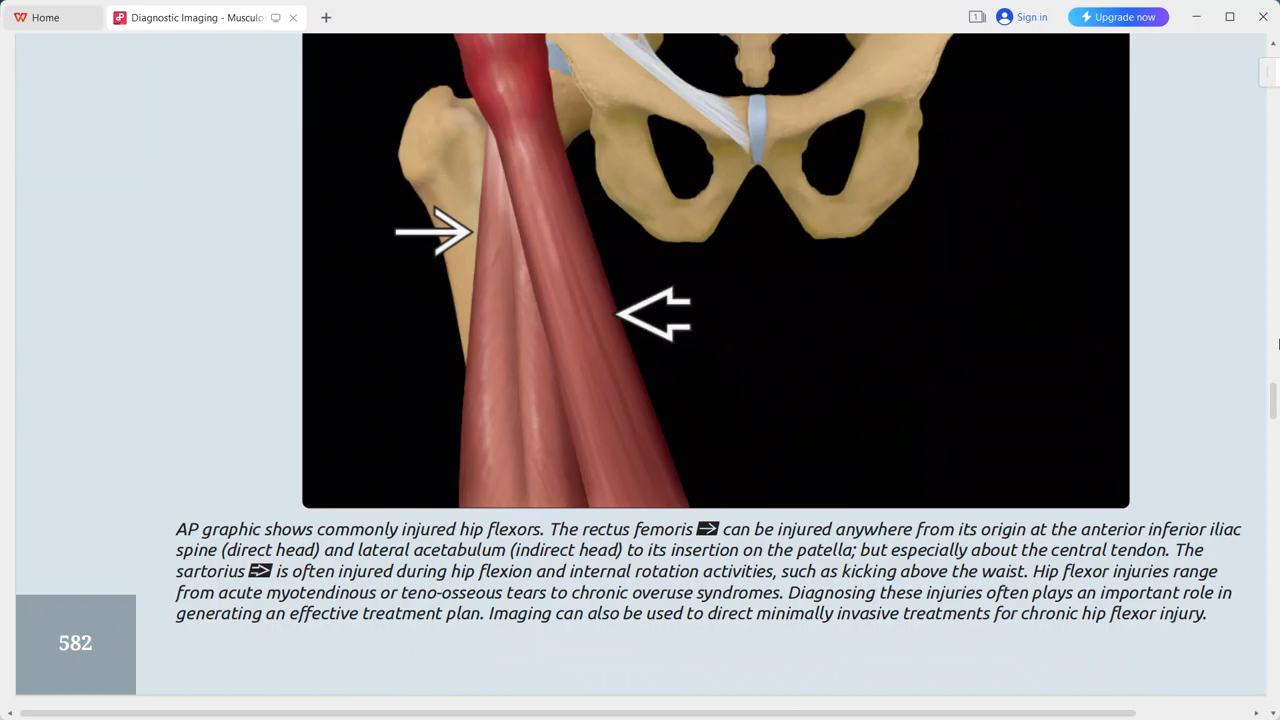 Home
Diagnostic Imaging - Musculos
1
Sign in
Upgrade now
AP graphic shows commonly injured hip flexors. The rectus femoris can be injured anywhere from its origin at the anterior inferior iliac
spine (direct head) and lateral acetabulum (indirect head) to its insertion on the patella; but especially about the central tendon. The
sartorius is often injured during hip flexion and internal rotation activities, such as kicking above the waist. Hip flexor injuries range
from acute myotendinous or teno-osseous tears to chronic overuse syndromes. Diagnosing these injuries often plays an important role in
generating an effective treatment plan. Imaging can also be used to direct minimally invasive treatments for chronic hip flexor injury.
582